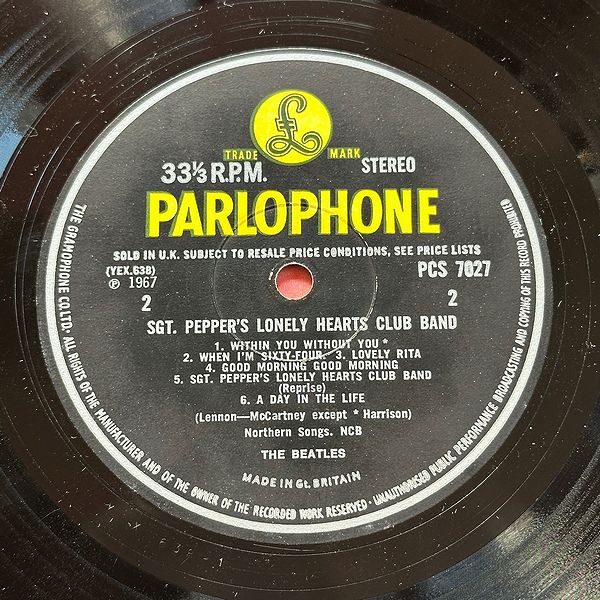 £
TRADE MARK
33⅓ R.P.M. STEREO
PARLOPHONE
SOLD IN U.K. SUBJECT TO RESALE PRICE CONDITIONS, SEE PRICE LISTS
(YEX.638) PCS 7027
℗ 1967
2 2
SGT. PEPPER'S LONELY HEARTS CLUB BAND
1. WITHIN YOU WITHOUT YOU *
2. WHEN I'M SIXTY-FOUR. 3. LOVELY RITA
4. GOOD MORNING GOOD MORNING
5. SGT. PEPPER'S LONELY HEARTS CLUB BAND
(Reprise)
6. A DAY IN THE LIFE
(Lennon—McCartney except * Harrison)
Northern Songs. NCB
THE BEATLES
MADE IN Gt. BRITAIN
THE GRAMOPHONE CO. LTD. · ALL RIGHTS OF THE MANUFACTURER AND OF THE OWNER OF THE RECORDED WORK RESERVED · UNAUTHORISED PUBLIC PERFORMANCE BROADCASTING AND COPYING OF THIS RECORD PROHIBITED